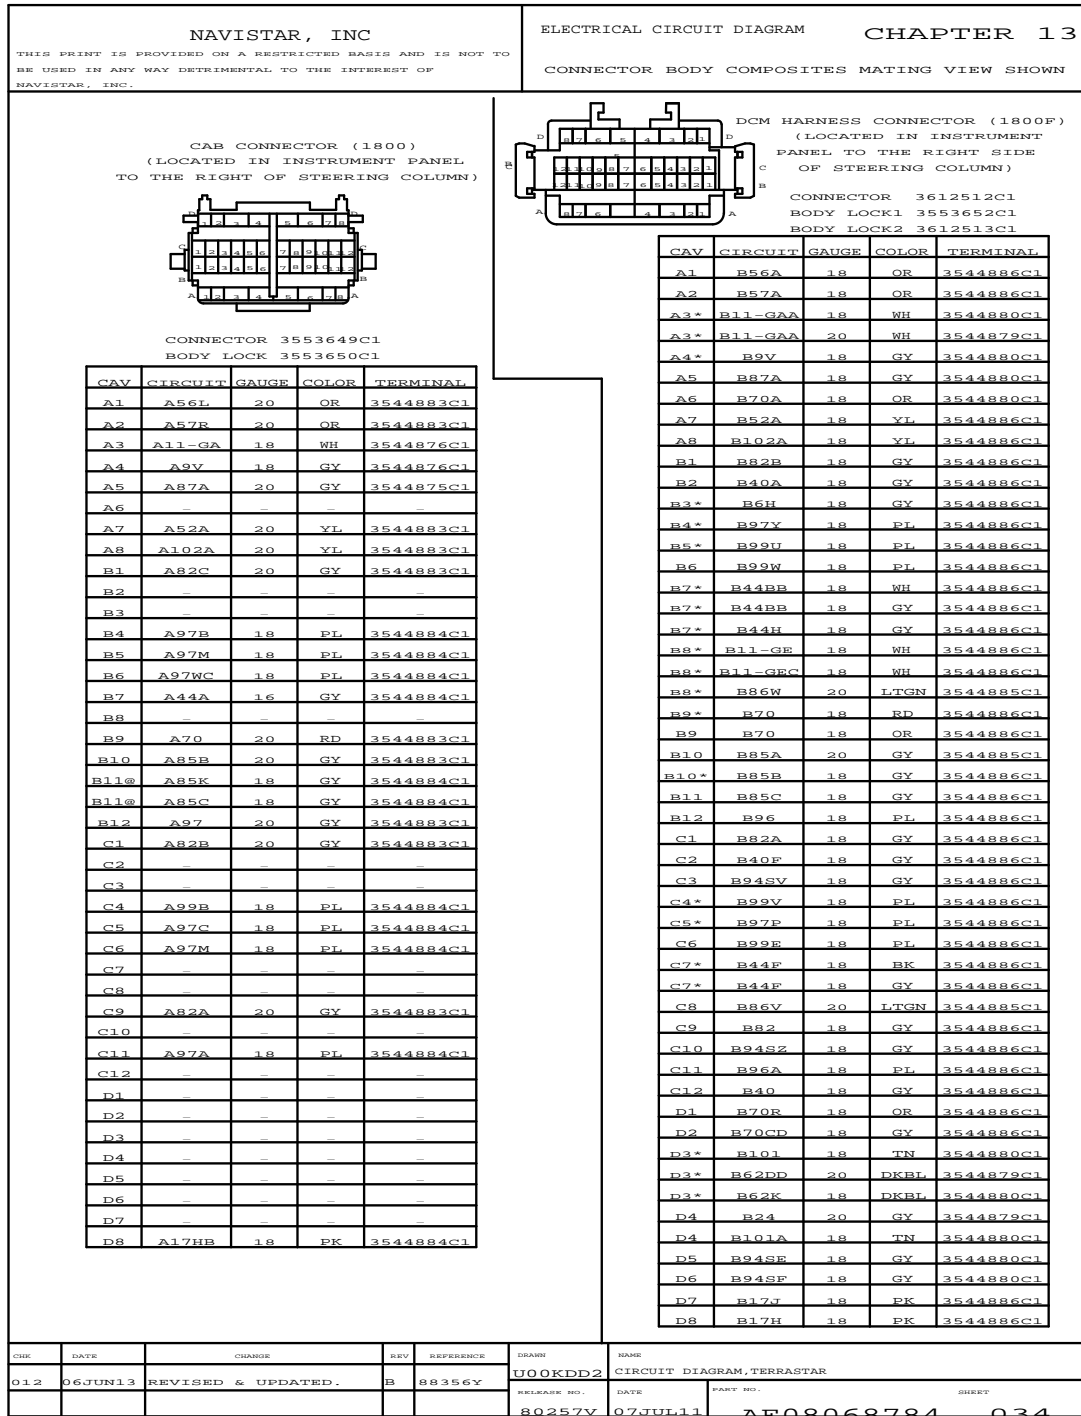 NAVISTAR, INC
THIS PRINT IS PROVIDED ON A RESTRICTED BASIS AND IS NOT TO
BE USED IN ANY WAY DETRIMENTAL TO THE INTEREST OF
NAVISTAR, INC.
ELECTRICAL CIRCUIT DIAGRAM CHAPTER 13
CONNECTOR BODY COMPOSITES MATING VIEW SHOWN
CAB CONNECTOR (1800)
(LOCATED IN INSTRUMENT PANEL
TO THE RIGHT OF STEERING COLUMN)
CONNECTOR 3553649C1
BODY LOCK 3553650C1
CAV CIRCUIT GAUGE COLOR TERMINAL
A1 A56L 20 OR 3544883C1
A2 A57R 20 OR 3544883C1
A3 A11-GA 18 WH 3544876C1
A4 A9V 18 GY 3544876C1
A5 A87A 20 GY 3544875C1
A6 – – – –
A7 A52A 20 YL 3544883C1
A8 A102A 20 YL 3544883C1
B1 A82C 20 GY 3544883C1
B2 – – – –
B3 – – – –
B4 A97B 18 PL 3544884C1
B5 A97M 18 PL 3544884C1
B6 A97WC 18 PL 3544884C1
B7 A44A 16 GY 3544884C1
B8 – – – –
B9 A70 20 RD 3544883C1
B10 A85B 20 GY 3544883C1
B11@ A85K 18 GY 3544884C1
B11@ A85C 18 GY 3544884C1
B12 A97 20 GY 3544883C1
C1 A82B 20 GY 3544883C1
C2 – – – –
C3 – – – –
C4 A99B 18 PL 3544884C1
C5 A97C 18 PL 3544884C1
C6 A97M 18 PL 3544884C1
C7 – – – –
C8 – – – –
C9 A82A 20 GY 3544883C1
C10 – – – –
C11 A97A 18 PL 3544884C1
C12 – – – –
D1 – – – –
D2 – – – –
D3 – – – –
D4 – – – –
D5 – – – –
D6 – – – –
D7 – – – –
D8 A17HB 18 PK 3544884C1
DCM HARNESS CONNECTOR (1800F)
(LOCATED IN INSTRUMENT
PANEL TO THE RIGHT SIDE
OF STEERING COLUMN)
CONNECTOR 3612512C1
BODY LOCK1 3553652C1
BODY LOCK2 3612513C1
CAV CIRCUIT GAUGE COLOR TERMINAL
A1 B56A 18 OR 3544886C1
A2 B57A 18 OR 3544886C1
A3* B11-GAA 18 WH 3544880C1
A3* B11-GAA 20 WH 3544879C1
A4* B9V 18 GY 3544880C1
A5 B87A 18 GY 3544880C1
A6 B70A 18 OR 3544880C1
A7 B52A 18 YL 3544886C1
A8 B102A 18 YL 3544886C1
B1 B82B 18 GY 3544886C1
B2 B40A 18 GY 3544886C1
B3* B6H 18 GY 3544886C1
B4* B97Y 18 PL 3544886C1
B5* B99U 18 PL 3544886C1
B6 B99W 18 PL 3544886C1
B7* B44BB 18 WH 3544886C1
B7* B44BB 18 GY 3544886C1
B7* B44H 18 GY 3544886C1
B8* B11-GE 18 WH 3544886C1
B8* B11-GEC 18 WH 3544886C1
B8* B86W 20 LTGN 3544885C1
B9* B70 18 RD 3544886C1
B9 B70 18 OR 3544886C1
B10 B85A 20 GY 3544885C1
B10* B85B 18 GY 3544886C1
B11 B85C 18 GY 3544886C1
B12 B96 18 PL 3544886C1
C1 B82A 18 GY 3544886C1
C2 B40F 18 GY 3544886C1
C3 B94SV 18 GY 3544886C1
C4* B99V 18 PL 3544886C1
C5* B97P 18 PL 3544886C1
C6 B99E 18 PL 3544886C1
C7* B44F 18 BK 3544886C1
C7* B44F 18 GY 3544886C1
C8 B86V 20 LTGN 3544885C1
C9 B82 18 GY 3544886C1
C10 B94SZ 18 GY 3544886C1
C11 B96A 18 PL 3544886C1
C12 B40 18 GY 3544886C1
D1 B70R 18 OR 3544886C1
D2 B70CD 18 GY 3544886C1
D3* B101 18 TN 3544880C1
D3* B62DD 20 DKBL 3544879C1
D3* B62K 18 DKBL 3544880C1
D4 B24 20 GY 3544879C1
D4 B101A 18 TN 3544880C1
D5 B94SE 18 GY 3544880C1
D6 B94SF 18 GY 3544880C1
D7 B17J 18 PK 3544886C1
D8 B17H 18 PK 3544886C1
CHK DATE CHANGE REV REFERENCE
012 06JUN13 REVISED & UPDATED. B 88356Y
DRAWN U00KDD2
NAME CIRCUIT DIAGRAM,TERRASTAR
RELEASE NO. 80257V
DATE 07JUL11
PART NO. AF08068784
SHEET 034